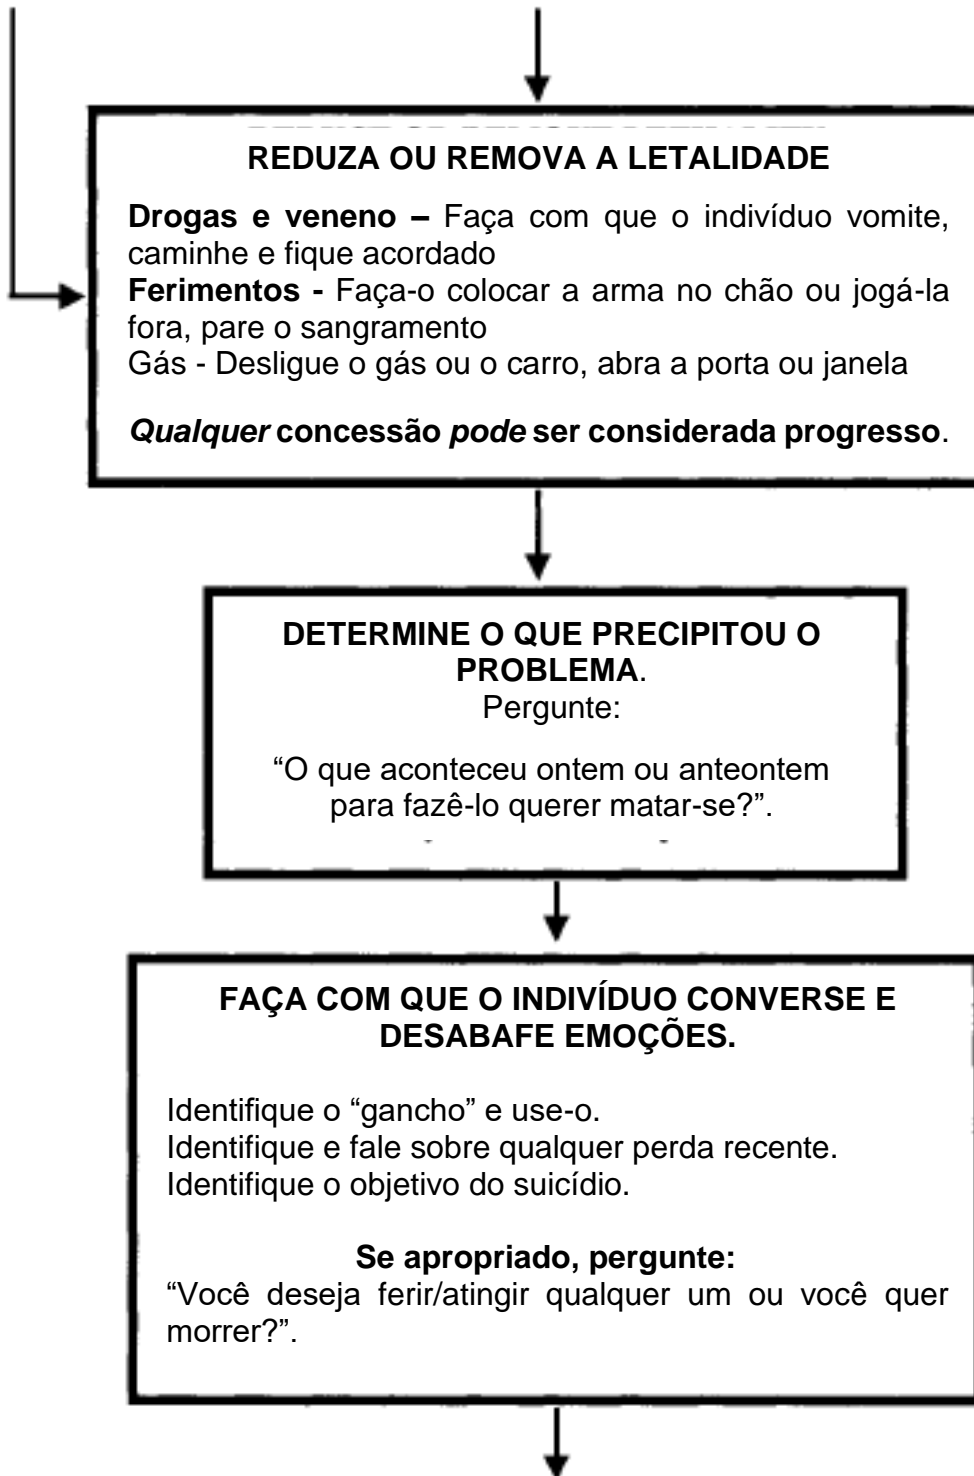 REDUZA OU REMOVA A LETALIDADE
Drogas e veneno – Faça com que o indivíduo vomite,
caminhe e fique acordado
Ferimentos - Faça-o colocar a arma no chão ou jogá-la
fora, pare o sangramento
Gás - Desligue o gás ou o carro, abra a porta ou janela
Qualquer concessão pode ser considerada progresso.
DETERMINE O QUE PRECIPITOU O
PROBLEMA.
Pergunte:
“O que aconteceu ontem ou anteontem
para fazê-lo querer matar-se?”.
FAÇA COM QUE O INDIVÍDUO CONVERSE E
DESABAFE EMOÇÕES.
Identifique o “gancho” e use-o.
Identifique e fale sobre qualquer perda recente.
Identifique o objetivo do suicídio.
Se apropriado, pergunte:
“Você deseja ferir/atingir qualquer um ou você quer
morrer?”.